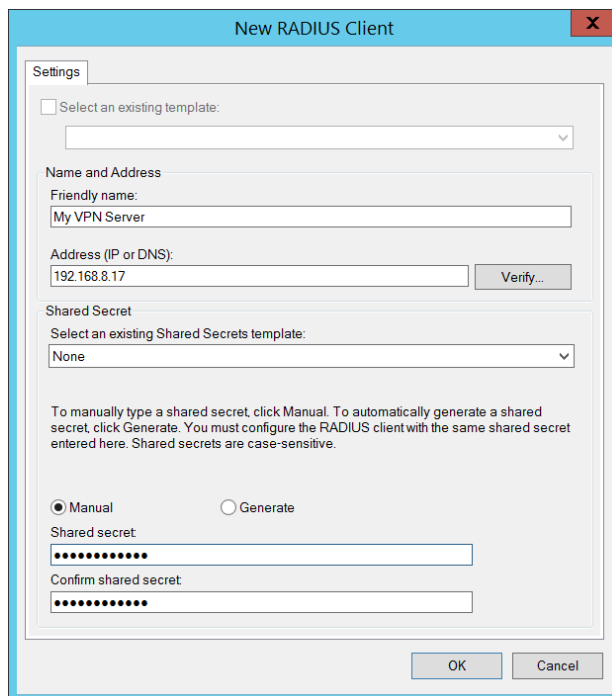 New RADIUS Client
X
Settings
Select an existing template:
Name and Address
Friendly name:
My VPN Server
Address (IP or DNS):
192.168.8.17
Verify...
Shared Secret
Select an existing Shared Secrets template:
None
To manually type a shared secret, click Manual. To automatically generate a shared
secret, click Generate. You must configure the RADIUS client with the same shared secret
entered here. Shared secrets are case-sensitive.
Manual Generate
Shared secret:
●●●●●●●●●●●●
Confirm shared secret:
●●●●●●●●●●●●
OK Cancel